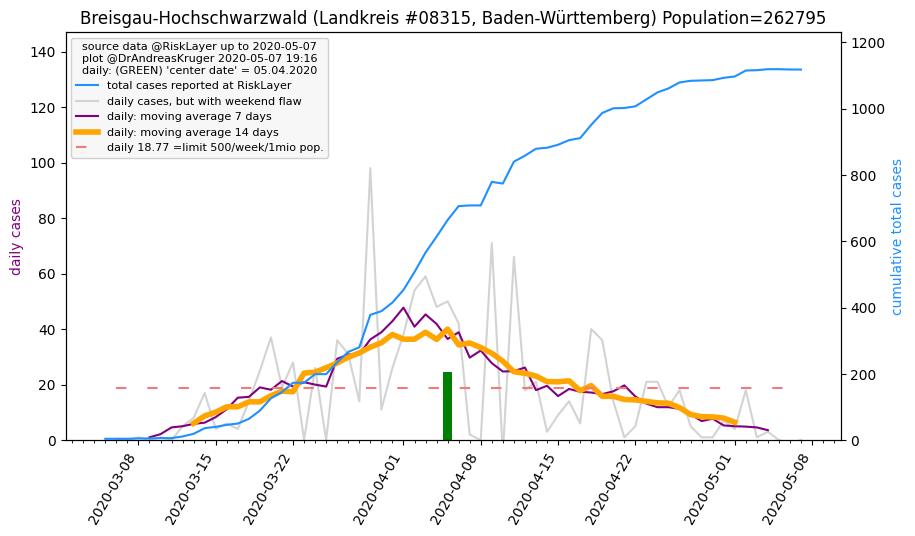 Breisgau-Hochschwarzwald (Landkreis #08315, Baden-Württemberg) Population=262795
source data @RiskLayer up to 2020-05-07
plot @DrAndreasKruger 2020-05-07 19:16
daily: (GREEN) 'center date' = 05.04.2020
total cases reported at RiskLayer
daily cases, but with weekend flaw
daily: moving average 7 days
daily: moving average 14 days
daily 18.77 =limit 500/week/1mio pop.
daily cases
140
120
100
80
60
40
20
0
1200
1000
800
600
400
200
0
cumulative total cases
2020-03-08
2020-03-15
2020-03-22
2020-04-01
2020-04-08
2020-04-15
2020-04-22
2020-05-01
2020-05-08